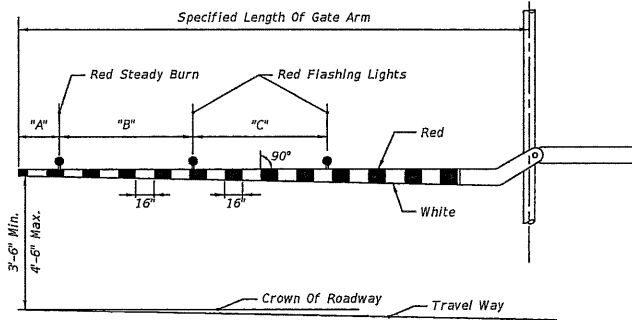 Specified Length Of Gate Arm
Red Steady Burn
Red Flashing Lights
"A"
"B"
"C"
90°
Red
16"
16"
White
3'-6" Min.
4'-6" Max.
Crown Of Roadway
Travel Way